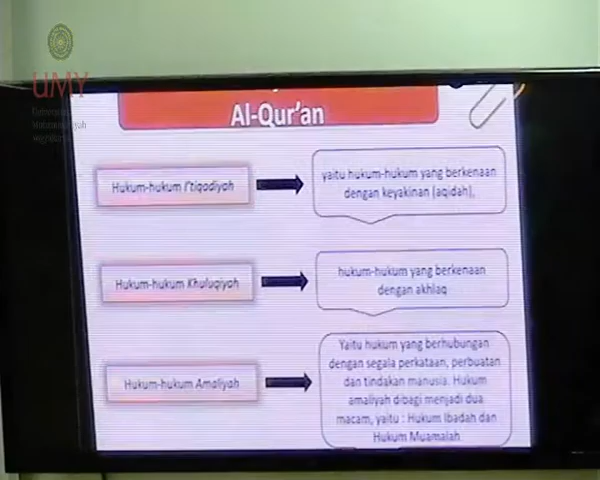 UMY
Al-Qur'an
Hukum-hukum I'tiqodiyah
yaitu hukum-hukum yang berkenaan
dengan keyakinan (aqidah),
Hukum-hukum Khuluqiyah
hukum-hukum yang berkenaan
dengan akhlaq
Hukum-hukum Amaliyah
Yaitu hukum yang berhubungan
dengan segala perkataan, perbuatan
dan tindakan manusia. Hukum
amaliyah dibagi menjadi dua
macam, yaitu : Hukum Ibadah dan
Hukum Muamalah